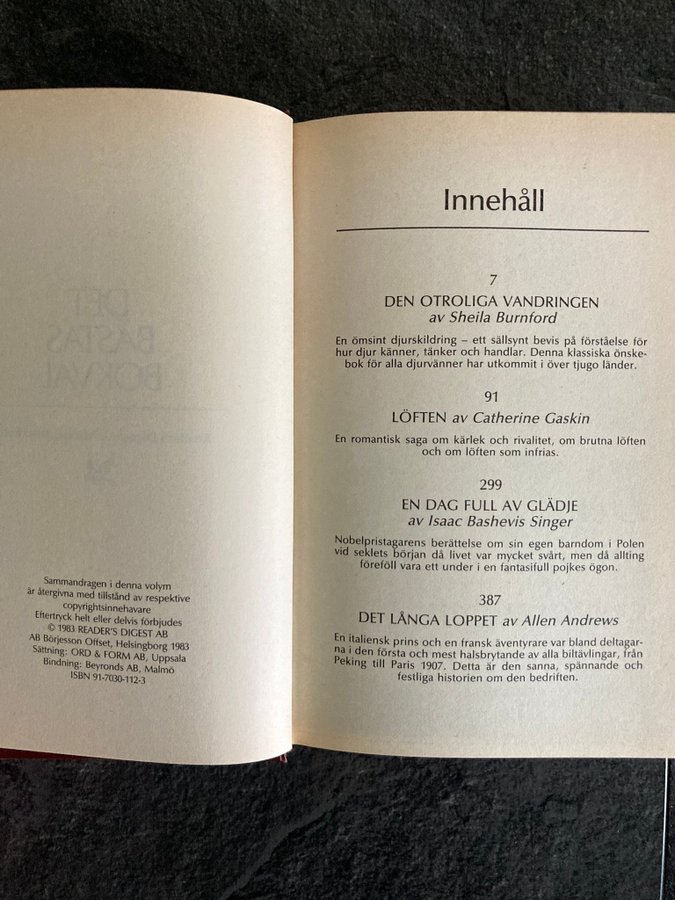 Sammandragen i denna volym
är återgivna med tillstånd av respektive
copyrightsinnehavare
Eftertryck helt eller delvis förbjudes
© 1983 READER'S DIGEST AB
AB Börjesson Offset, Helsingborg 1983
Sättning: ORD & FORM AB, Uppsala
Bindning: Beyronds AB, Malmö
ISBN 91-7030-112-3
Innehåll
7
DEN OTROLIGA VANDRINGEN
av Sheila Burnford
En ömsint djurskildring – ett sällsynt bevis på förståelse för
hur djur känner, tänker och handlar. Denna klassiska önske-
bok för alla djurvänner har utkommit i över tjugo länder.
91
LÖFTEN av Catherine Gaskin
En romantisk saga om kärlek och rivalitet, om brutna löften
och om löften som infrias.
299
EN DAG FULL AV GLÄDJE
av Isaac Bashevis Singer
Nobelpristagarens berättelse om sin egen barndom i Polen
vid seklets början då livet var mycket svårt, men då allting
föreföll vara ett under i en fantasifull pojkes ögon.
387
DET LÅNGA LOPPET av Allen Andrews
En italiensk prins och en fransk äventyrare var bland deltagar-
na i den första och mest halsbrytande av alla biltävlingar, från
Peking till Paris 1907. Detta är den sanna, spännande och
festliga historien om den bedriften.